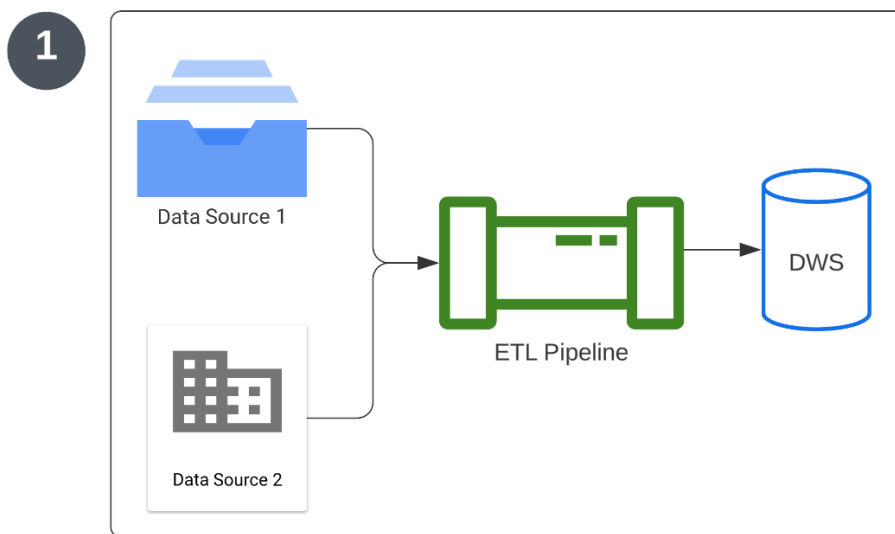 1
Data Source 1
DWS
ETL Pipeline
Data Source 2